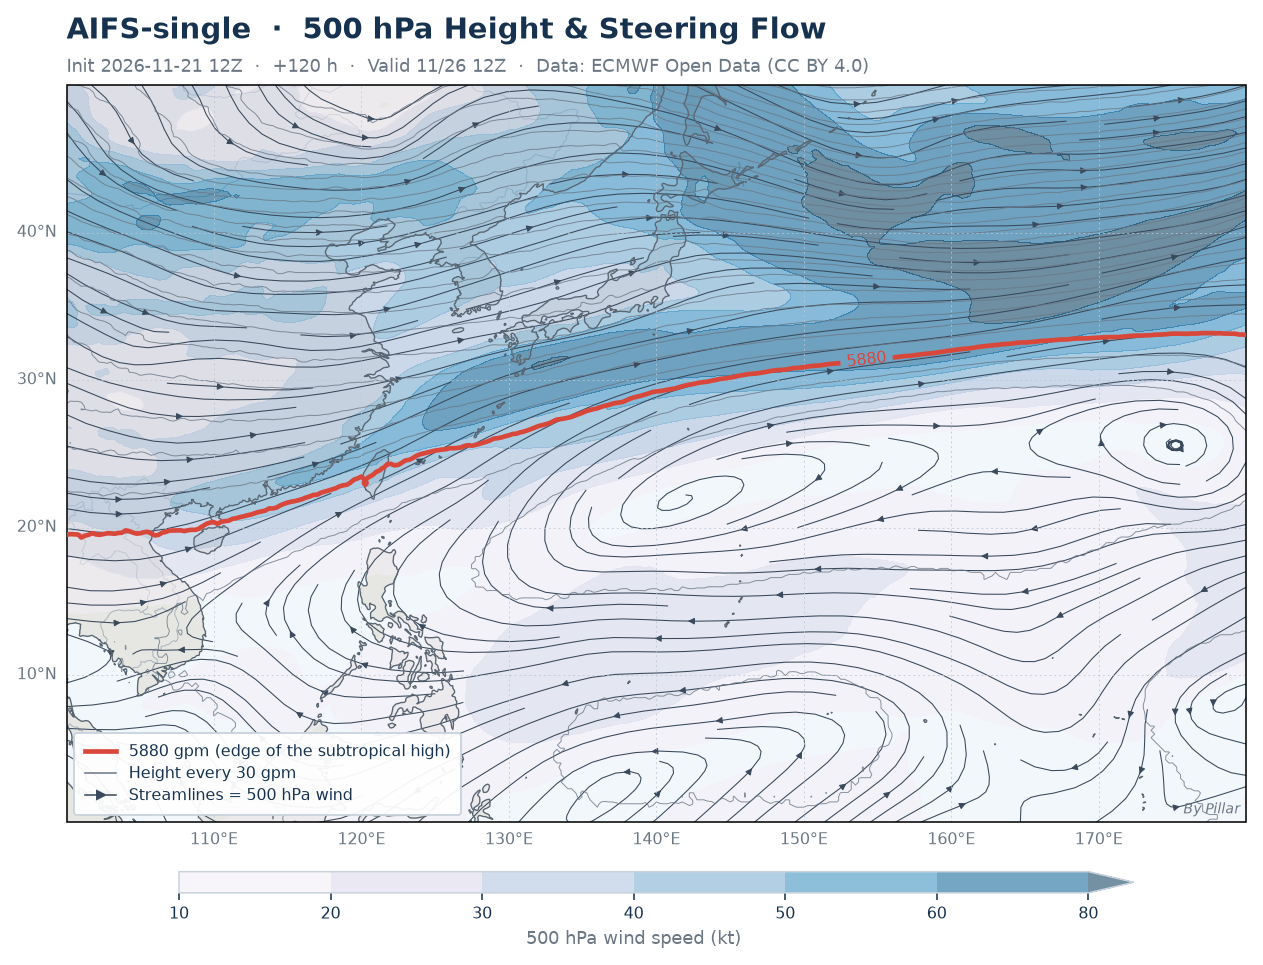 AIFS-single · 500 hPa Height & Steering Flow
Init 2026-11-21 12Z · +120 h · Valid 11/26 12Z · Data: ECMWF Open Data (CC BY 4.0)
40°N
30°N
20°N
10°N
5880
5880 gpm (edge of the subtropical high)
Height every 30 gpm
Streamlines = 500 hPa wind
By Pillar
110°E 120°E 130°E 140°E 150°E 160°E 170°E
10 20 30 40 50 60 80
500 hPa wind speed (kt)